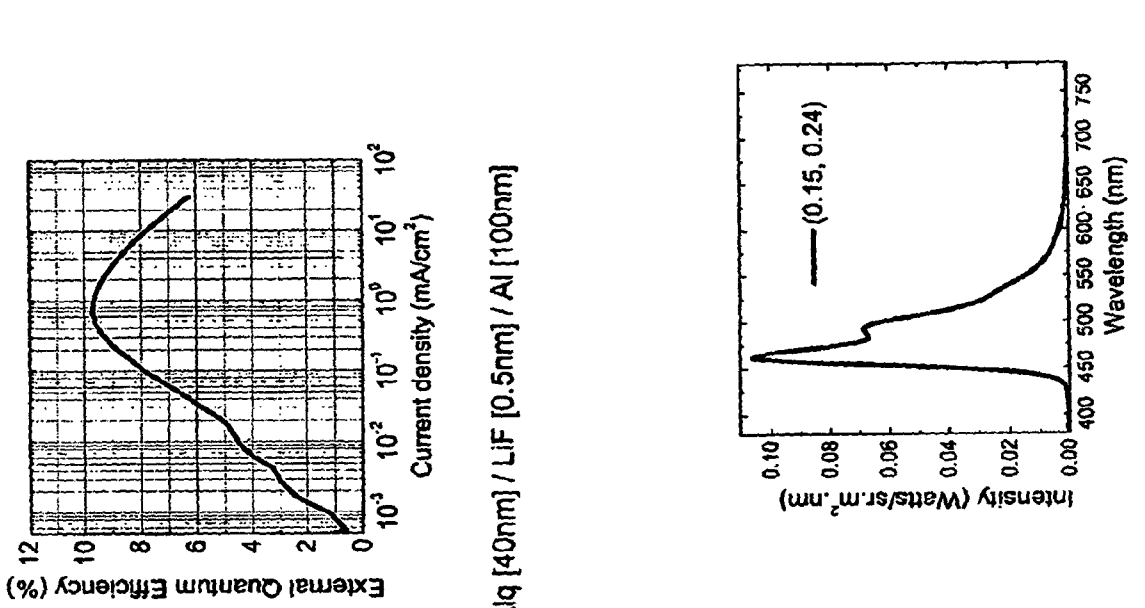 External Quantum Efficiency (%)
12
10
8
6
4
2
0
10⁻³ 10⁻² 10⁻¹ 10⁰ 10¹ 10²
Current density (mA/cm²)
lq [40nm] / LiF [0.5nm] / Al [100nm]
Intensity (Watts/sr.m².nm)
0.10
0.08
0.06
0.04
0.02
0.00
(0.15, 0.24)
400 450 500 550 600 650 700 750
Wavelength (nm)